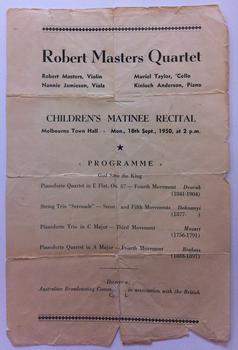 Robert Masters Quartet
Robert Masters, Violin Muriel Taylor, 'Cello
Nannie Jamieson, Viola Kinloch Anderson, Piano
CHILDREN'S MATINEE RECITAL
Melbourne Town Hall - Mon., 18th Sept., 1950, at 2 p.m.
« PROGRAMME »
God Save the King
Pianoforte Quartet in E Flat, Op. 87 — Fourth Movement Dvorak
(1841-1904)
String Trio "Serenade" — and Fifth Movements Dohnanyi
(1877-
Pianoforte Trio in C Major — Third Movement Mozart
(1756-1791)
Pianoforte Quartet in A Major — Fourth Movement Brahms
(1833-1897)
Australian Broadcasting in association with the British